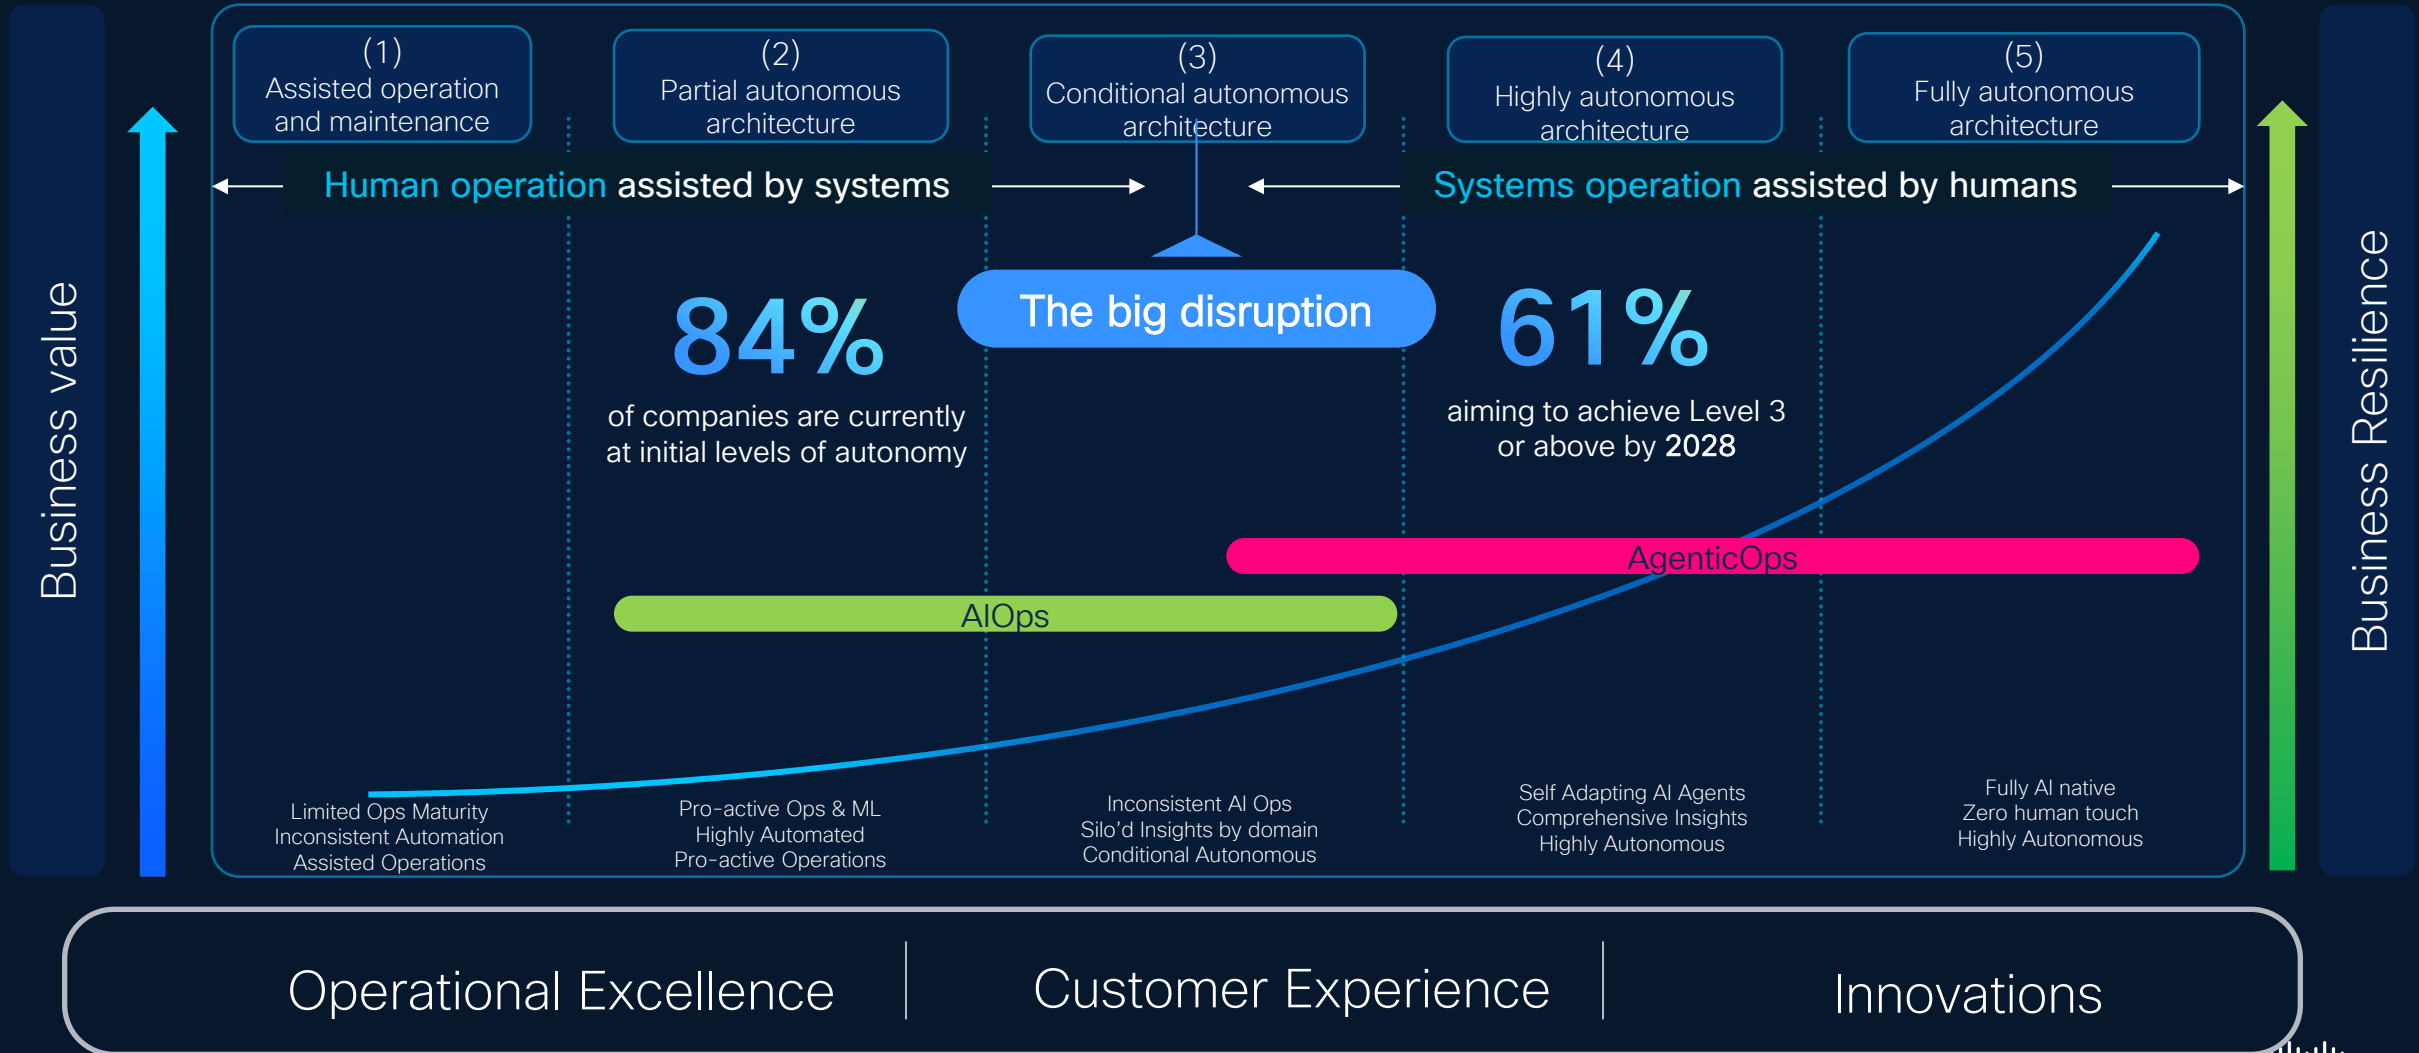 (1)
Assisted operation
and maintenance
(2)
Partial autonomous
architecture
(3)
Conditional autonomous
architecture
(4)
Highly autonomous
architecture
(5)
Fully autonomous
architecture
Human operation assisted by systems
Systems operation assisted by humans
Business value
Business Resilience
84%
of companies are currently
at initial levels of autonomy
The big disruption
61%
aiming to achieve Level 3
or above by 2028
AgenticOps
AIOps
Limited Ops Maturity
Inconsistent Automation
Assisted Operations
Pro-active Ops & ML
Highly Automated
Pro-active Operations
Inconsistent AI Ops
Silo’d Insights by domain
Conditional Autonomous
Self Adapting AI Agents
Comprehensive Insights
Highly Autonomous
Fully AI native
Zero human touch
Highly Autonomous
Operational Excellence
Customer Experience
Innovations